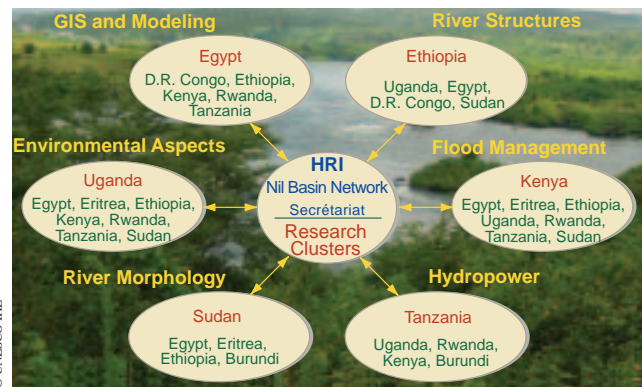 GIS and Modeling
Egypt
D.R. Congo, Ethiopia,
Kenya, Rwanda,
Tanzania
River Structures
Ethiopia
Uganda, Egypt,
D.R. Congo, Sudan
Environmental Aspects
Uganda
Egypt, Eritrea, Ethiopia,
Kenya, Rwanda,
Tanzania, Sudan
HRI
Nil Basin Network
Secrétariat
Research
Clusters
Flood Management
Kenya
Egypt, Eritrea, Ethiopia,
Uganda, Rwanda,
Tanzania, Sudan
River Morphology
Sudan
Egypt, Eritrea,
Ethiopia, Burundi
Hydropower
Tanzania
Uganda, Rwanda,
Kenya, Burundi